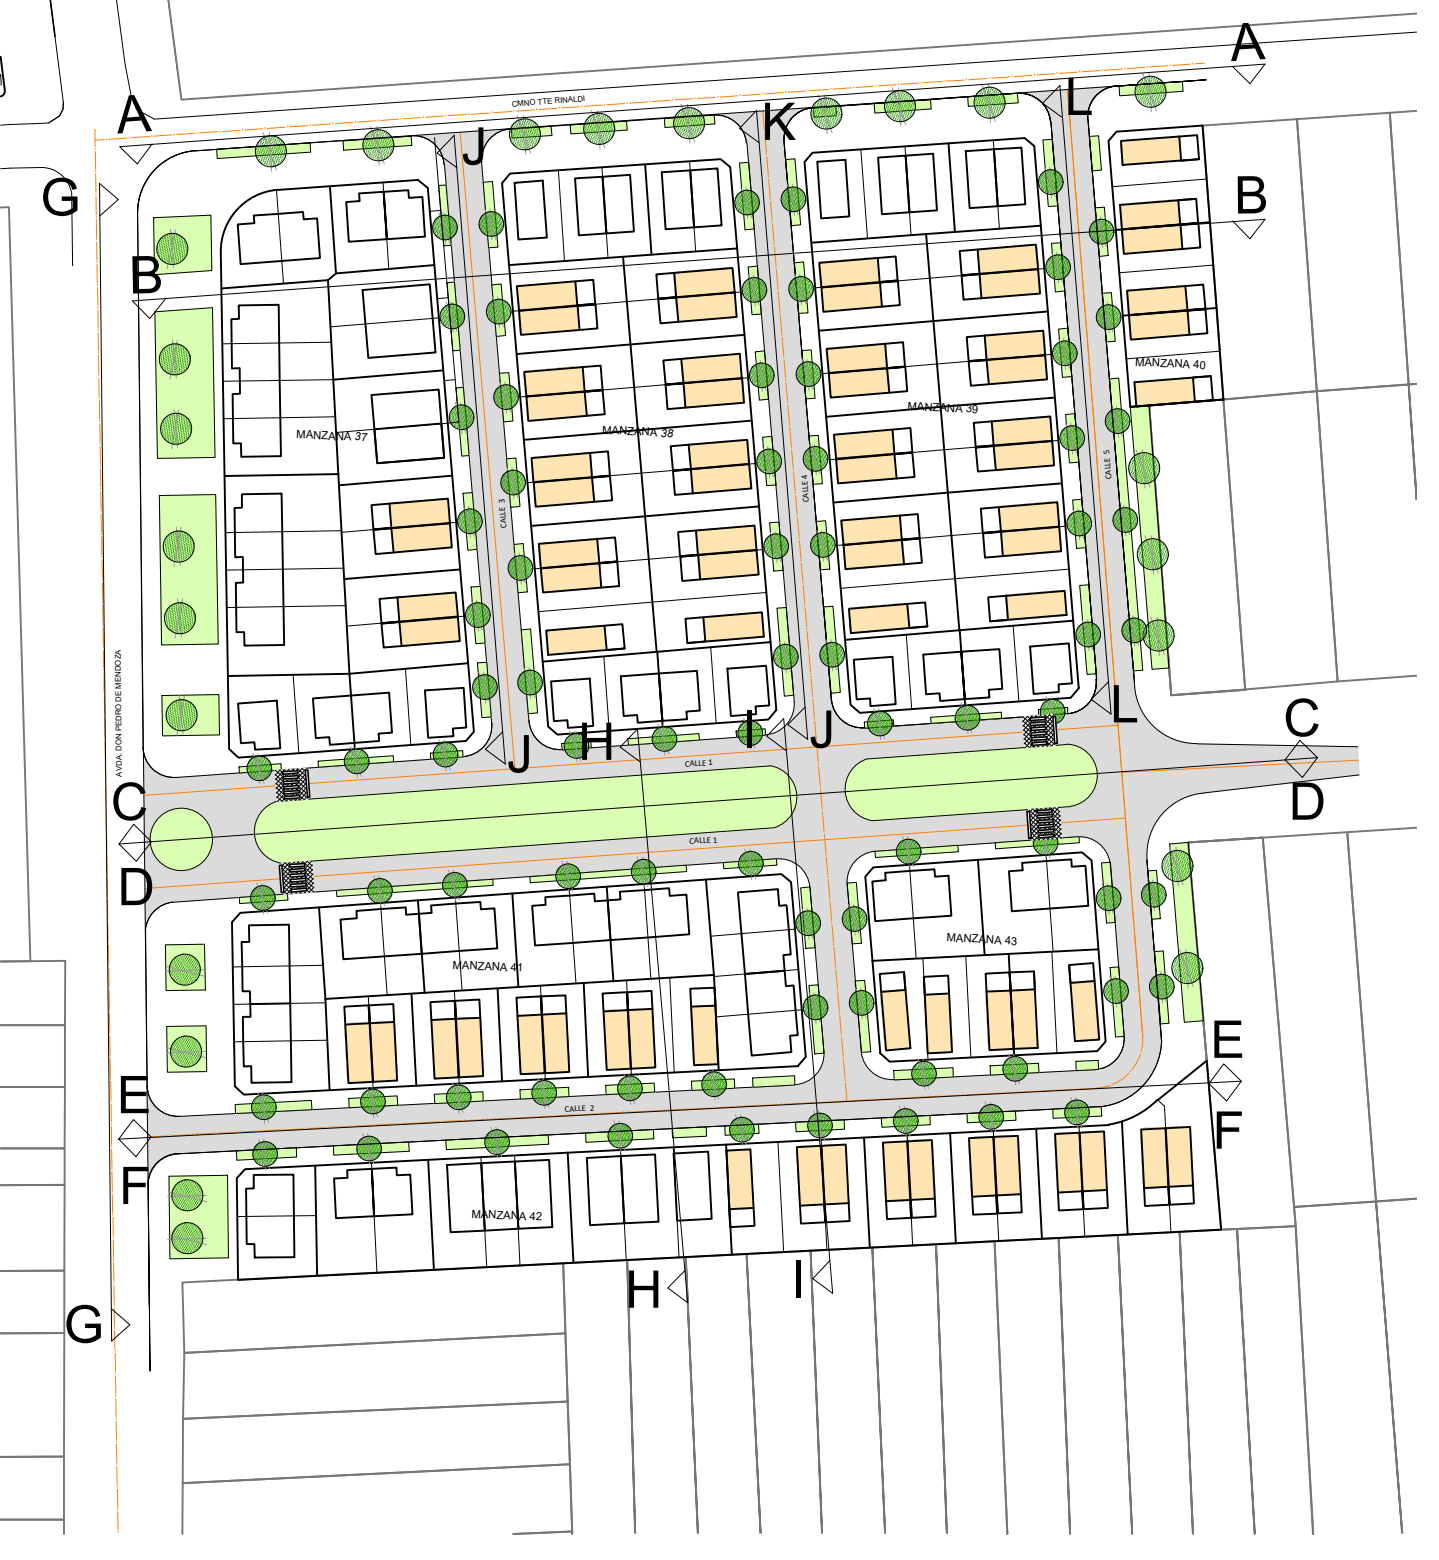 A
CMNO TTE RINALDI
L
A
K
J
G
B
B
MANZANA 40
MANZANA 39
MANZANA 38
MANZANA 37
CALLE 5
CALLE 4
CALLE 3
AVDA. DON PEDRO DE MENDOZA
L
C
J
H
I
J
CALLE 1
C
D
CALLE 1
D
MANZANA 43
MANZANA 41
E
E
CALLE 2
F
F
MANZANA 42
H
I
G